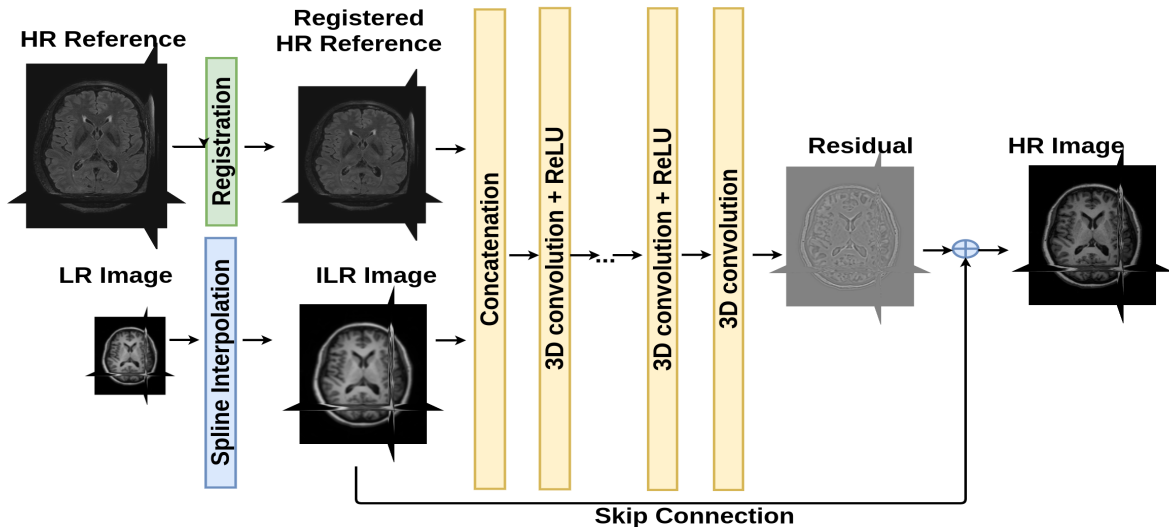 HR Reference
Registration
Registered
HR Reference
LR Image
Spline Interpolation
ILR Image
Concatenation
3D convolution + ReLU
...
3D convolution + ReLU
3D convolution
Residual
HR Image
Skip Connection